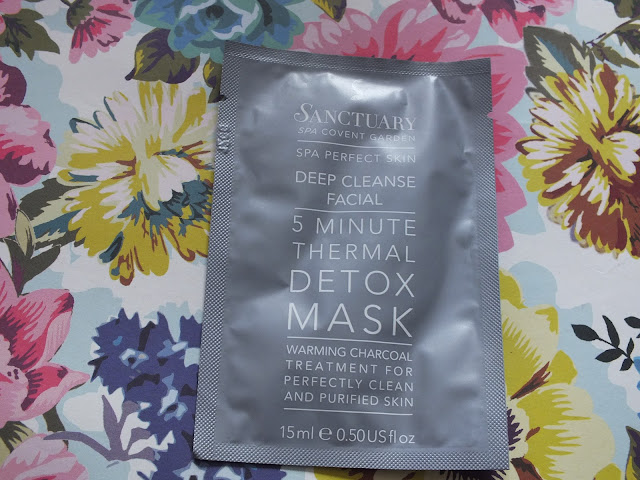 SANCTUARY
SPA COVENT GARDEN
SPA PERFECT SKIN
DEEP CLEANSE
FACIAL
5 MINUTE
THERMAL
DETOX
MASK
WARMING CHARCOAL
TREATMENT FOR
PERFECTLY CLEAN
AND PURIFIED SKIN
15ml e 0.50US fl oz